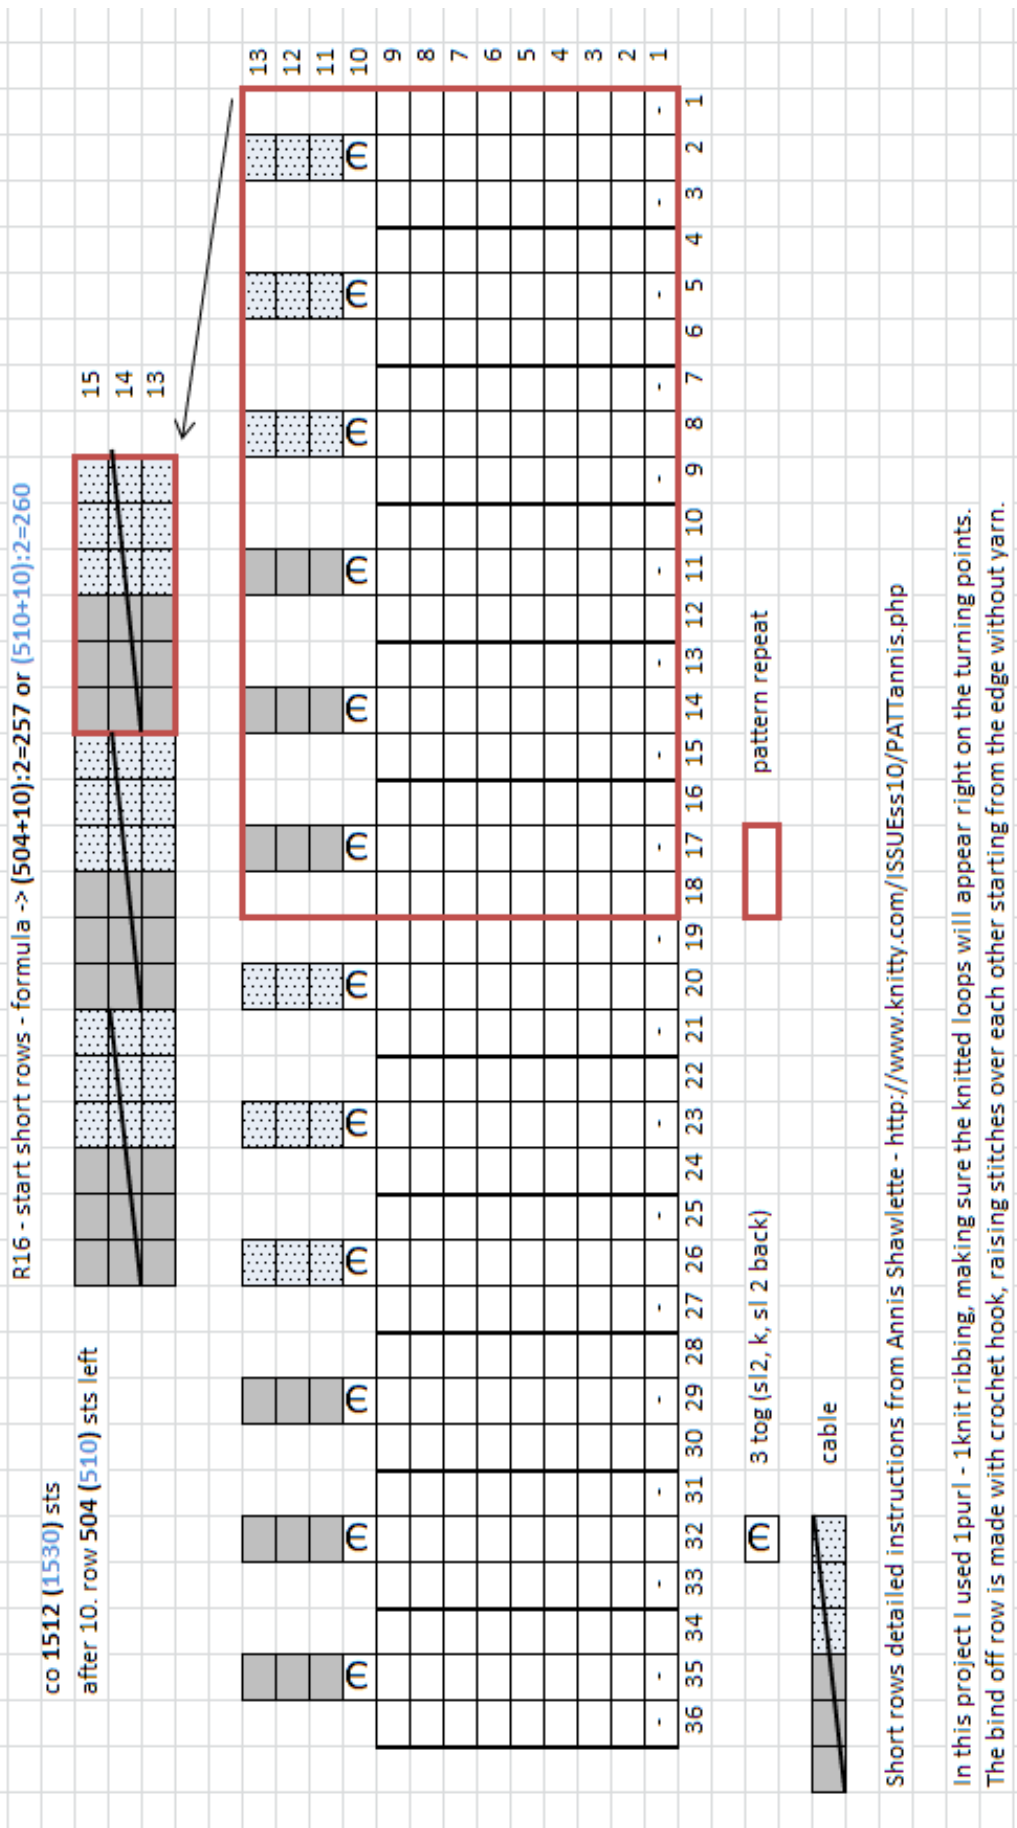 R16 - start short rows - formula -> (504+10):2=257 or (510+10):2=260
co 1512 (1530) sts
after 10. row 504 (510) sts left
15
14
13
13
12
11
10
9
8
7
6
5
4
3
2
- - - - - - - - - - - - - - - - - - - 1
36 35 34 33 32 31 30 29 28 27 26 25 24 23 22 21 20 19 18 17 16 15 14 13 12 11 10 9 8 7 6 5 4 3 2 1
3 tog (sl2, k, sl 2 back)
pattern repeat
cable
Short rows detailed instructions from Annis Shawlette - http://www.knitty.com/ISSUEss10/PATTannis.php
In this project I used 1purl - 1knit ribbing, making sure the knitted loops will appear right on the turning points.
The bind off row is made with crochet hook, raising stitches over each other starting from the edge without yarn.